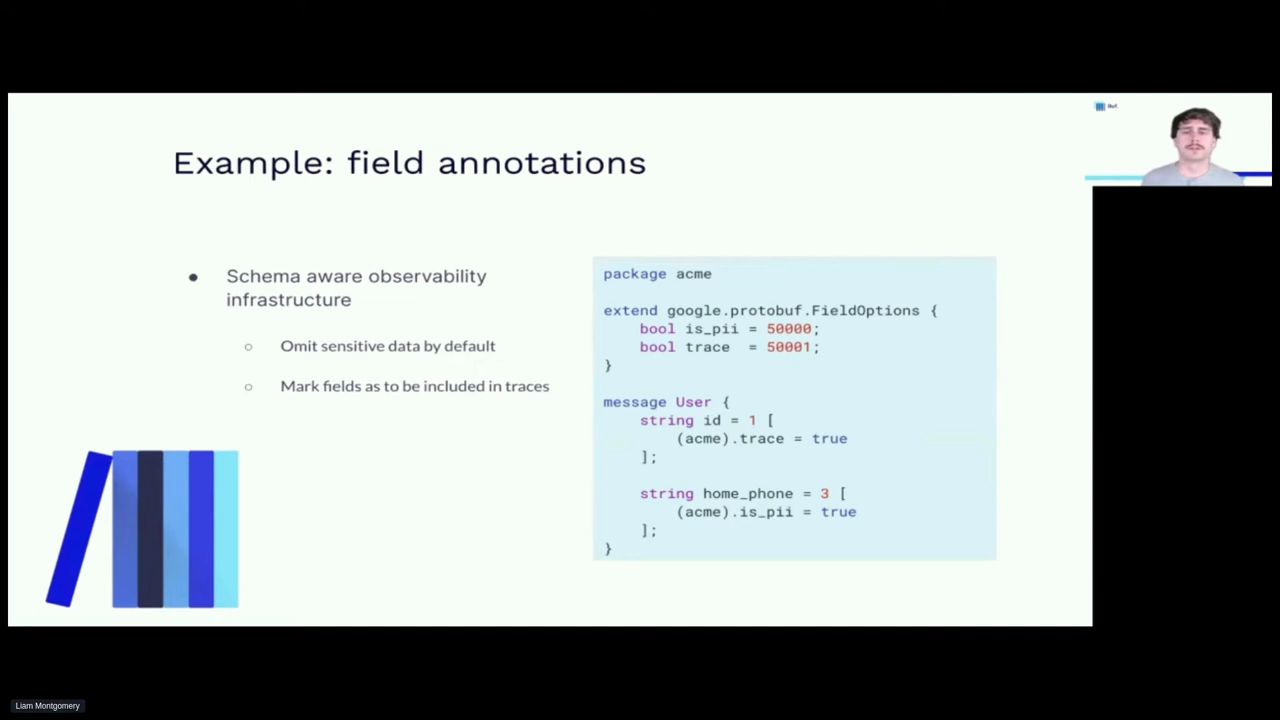 Buf
Example: field annotations
● Schema aware observability
infrastructure
○ Omit sensitive data by default
○ Mark fields as to be included in traces
package acme
extend google.protobuf.FieldOptions {
    bool is_pii = 50000;
    bool trace  = 50001;
}
message User {
    string id = 1 [
        (acme).trace = true
    ];
    string home_phone = 3 [
        (acme).is_pii = true
    ];
}
Liam Montgomery